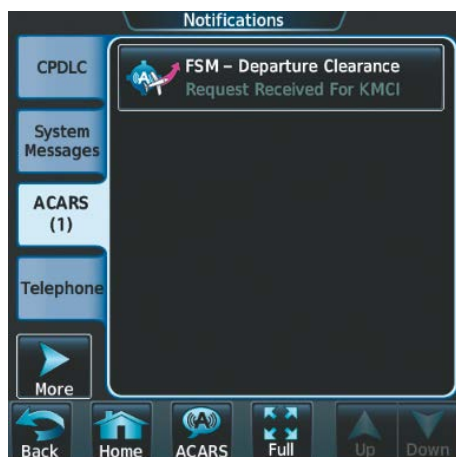 Notifications
CPDLC
System
Messages
ACARS
(1)
Telephone
More
FSM – Departure Clearance
Request Received For KMCI
Back
Home
ACARS
Full
Up
Down